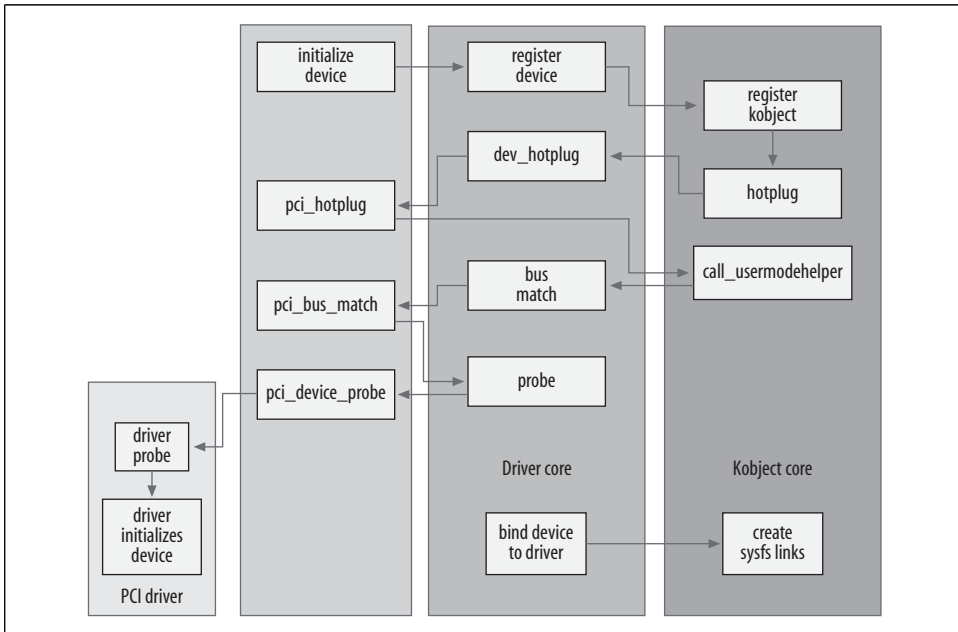 initialize
device
register
device
register
kobject
dev_hotplug
hotplug
pci_hotplug
call_usermodehelper
bus
match
pci_bus_match
probe
pci_device_probe
driver
probe
Driver core
Kobject core
driver
initializes
device
bind device
to driver
create
sysfs links
PCI driver